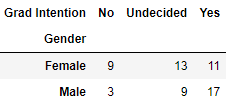 Grad Intention No Undecided Yes
Gender
Female 9 13 11
Male 3 9 17